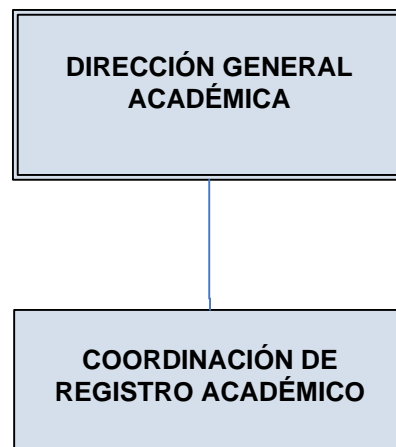 DIRECCIÓN GENERAL
ACADÉMICA
COORDINACIÓN DE
REGISTRO ACADÉMICO